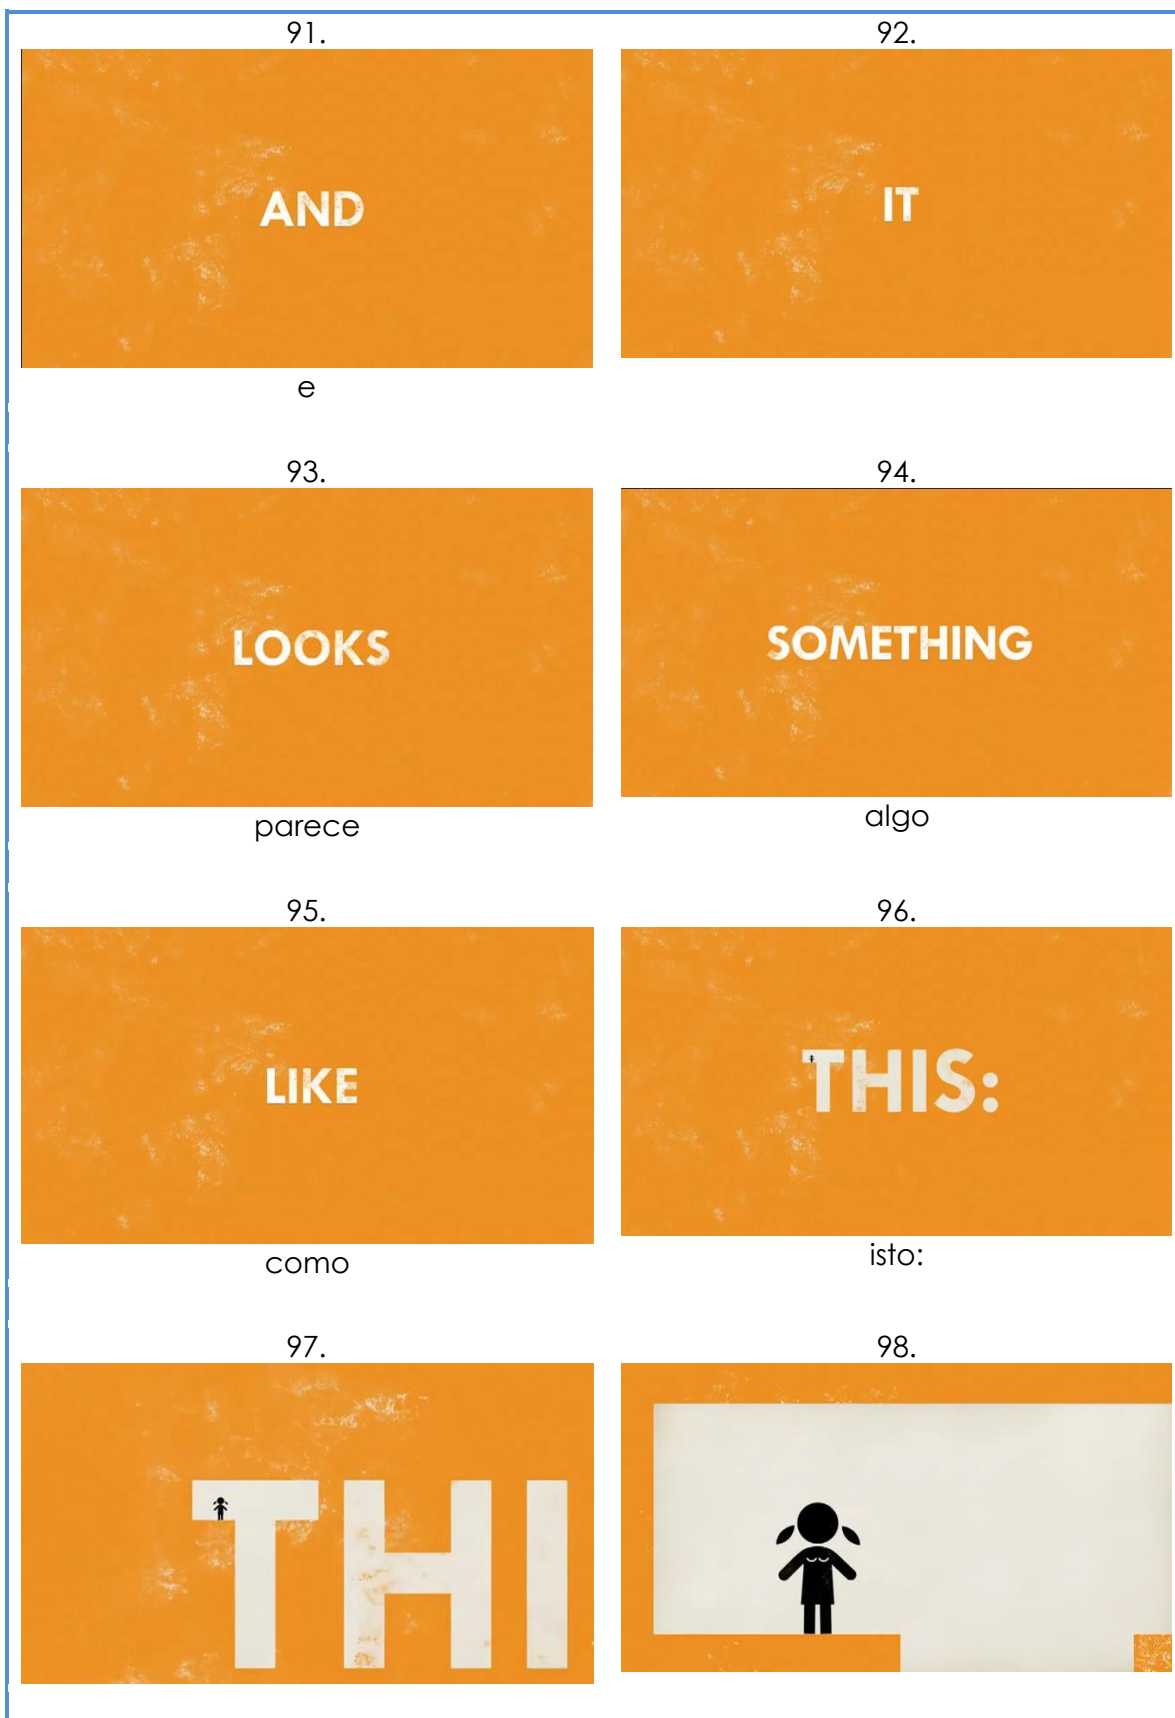 91.
92.
AND
IT
e
93.
94.
LOOKS
SOMETHING
parece
algo
95.
96.
LIKE
THIS:
como
isto:
97.
98.
THI